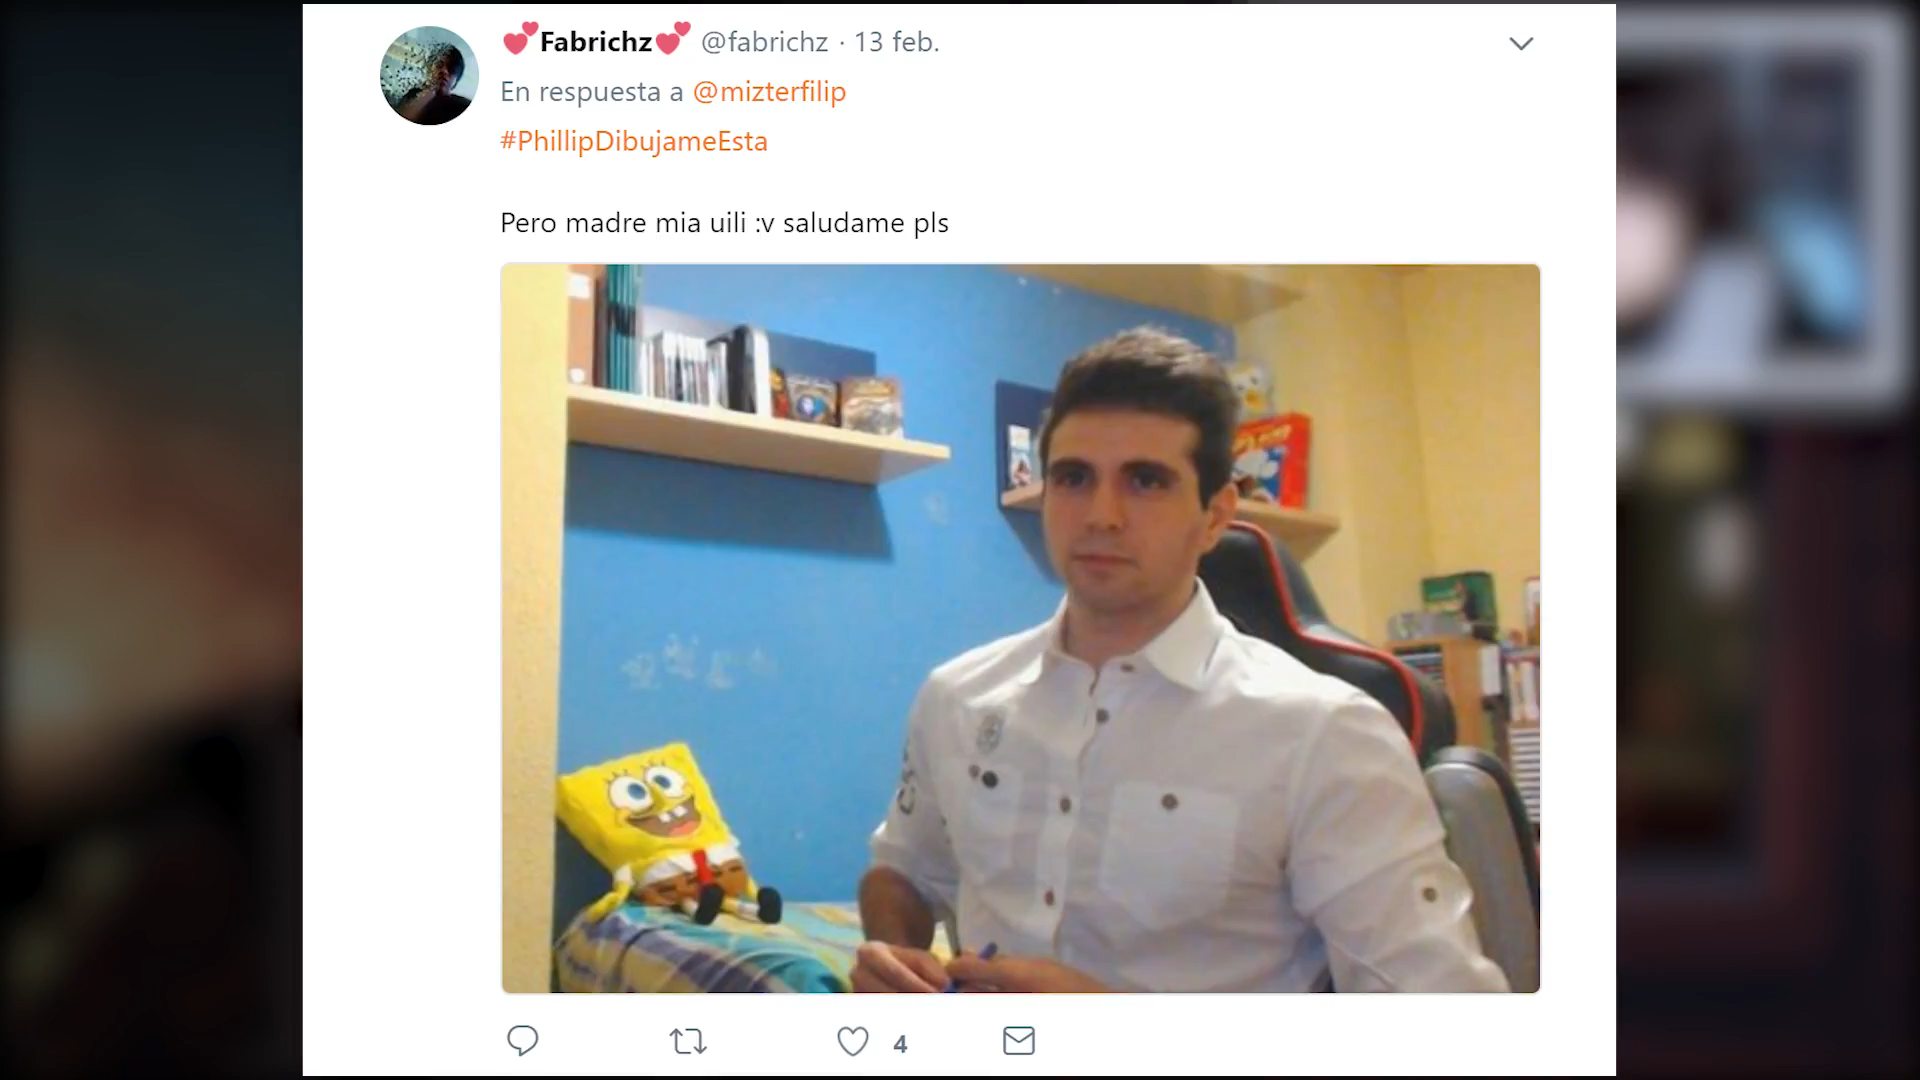 💕Fabrichz💕 @fabrichz · 13 feb.
En respuesta a @mizterfilip
#PhillipDibujameEsta
Pero madre mia uili :v saludame pls
4